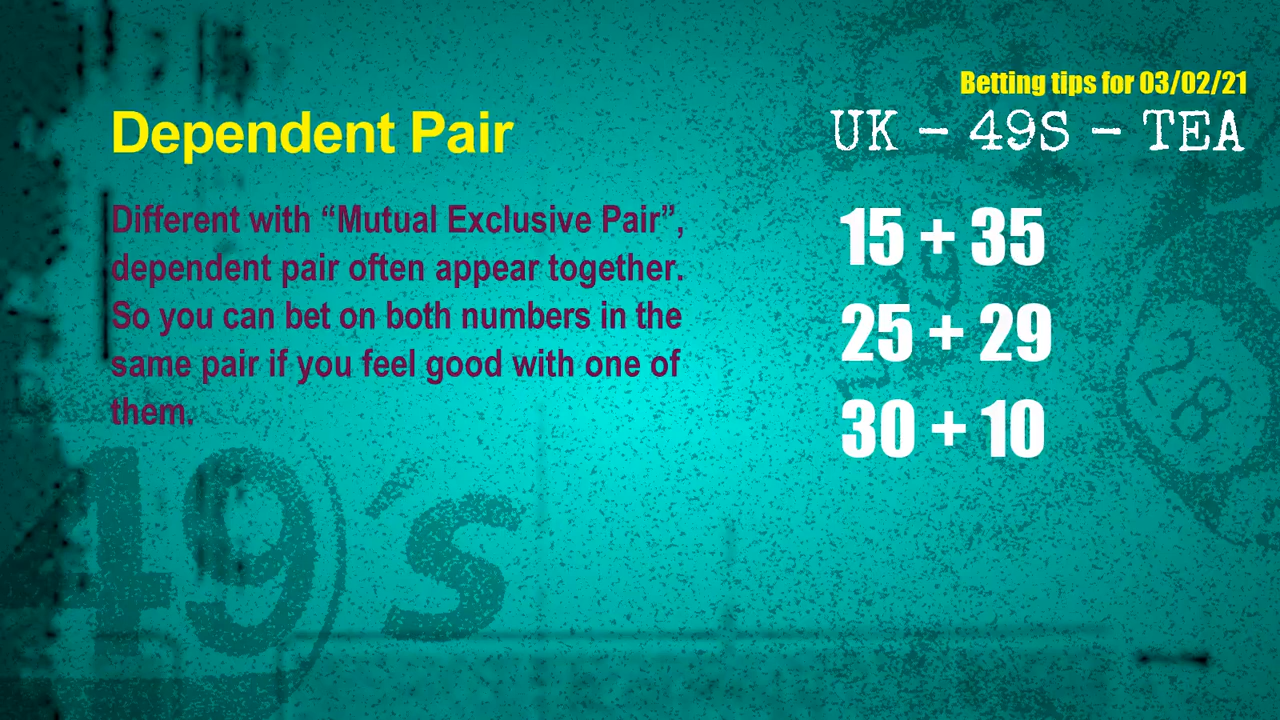 Betting tips for 03/02/21
UK - 49S - TEA
Dependent Pair
Different with “Mutual Exclusive Pair”,
dependent pair often appear together.
So you can bet on both numbers in the
same pair if you feel good with one of
them.
15 + 35
25 + 29
30 + 10
49's
28